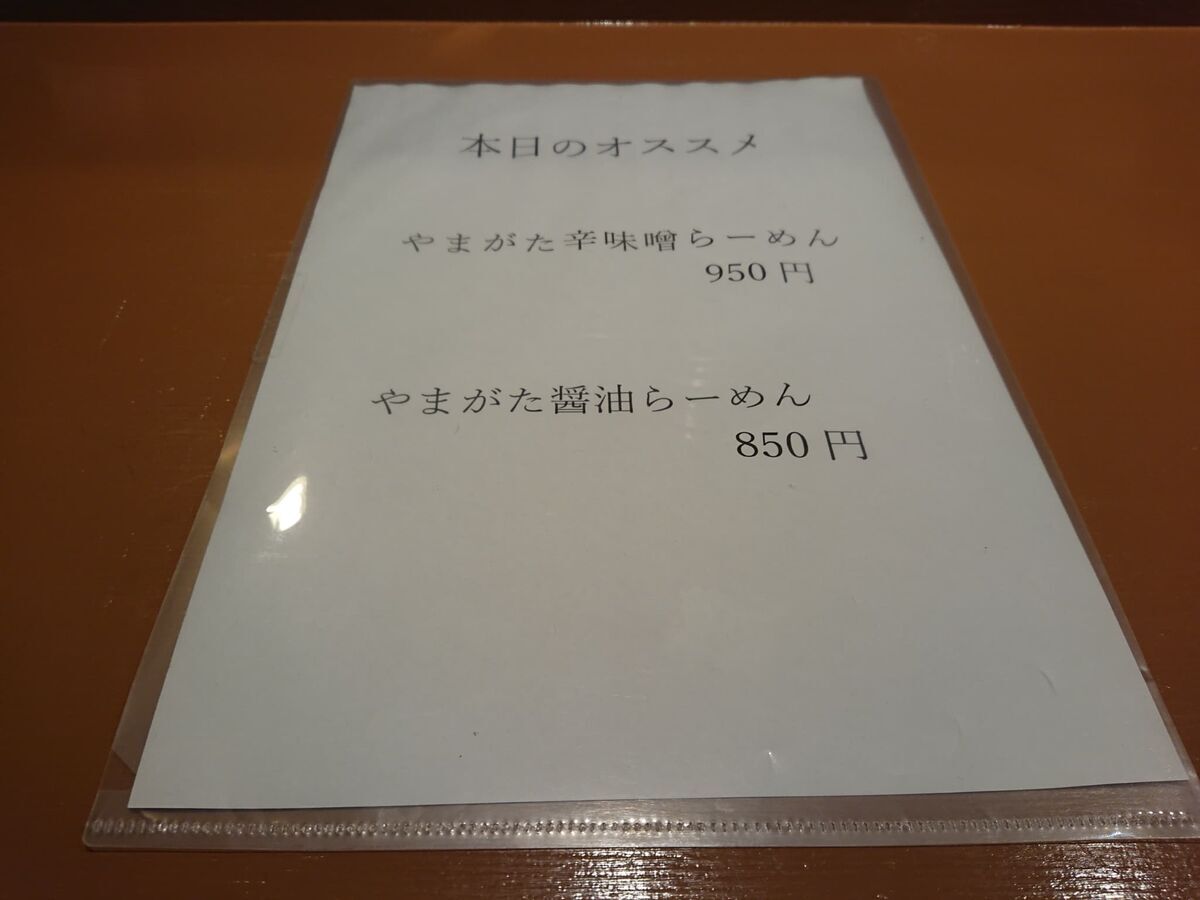 本日のオススメ
やまがた辛味噌らーめん
950円
やまがた醤油らーめん
850円